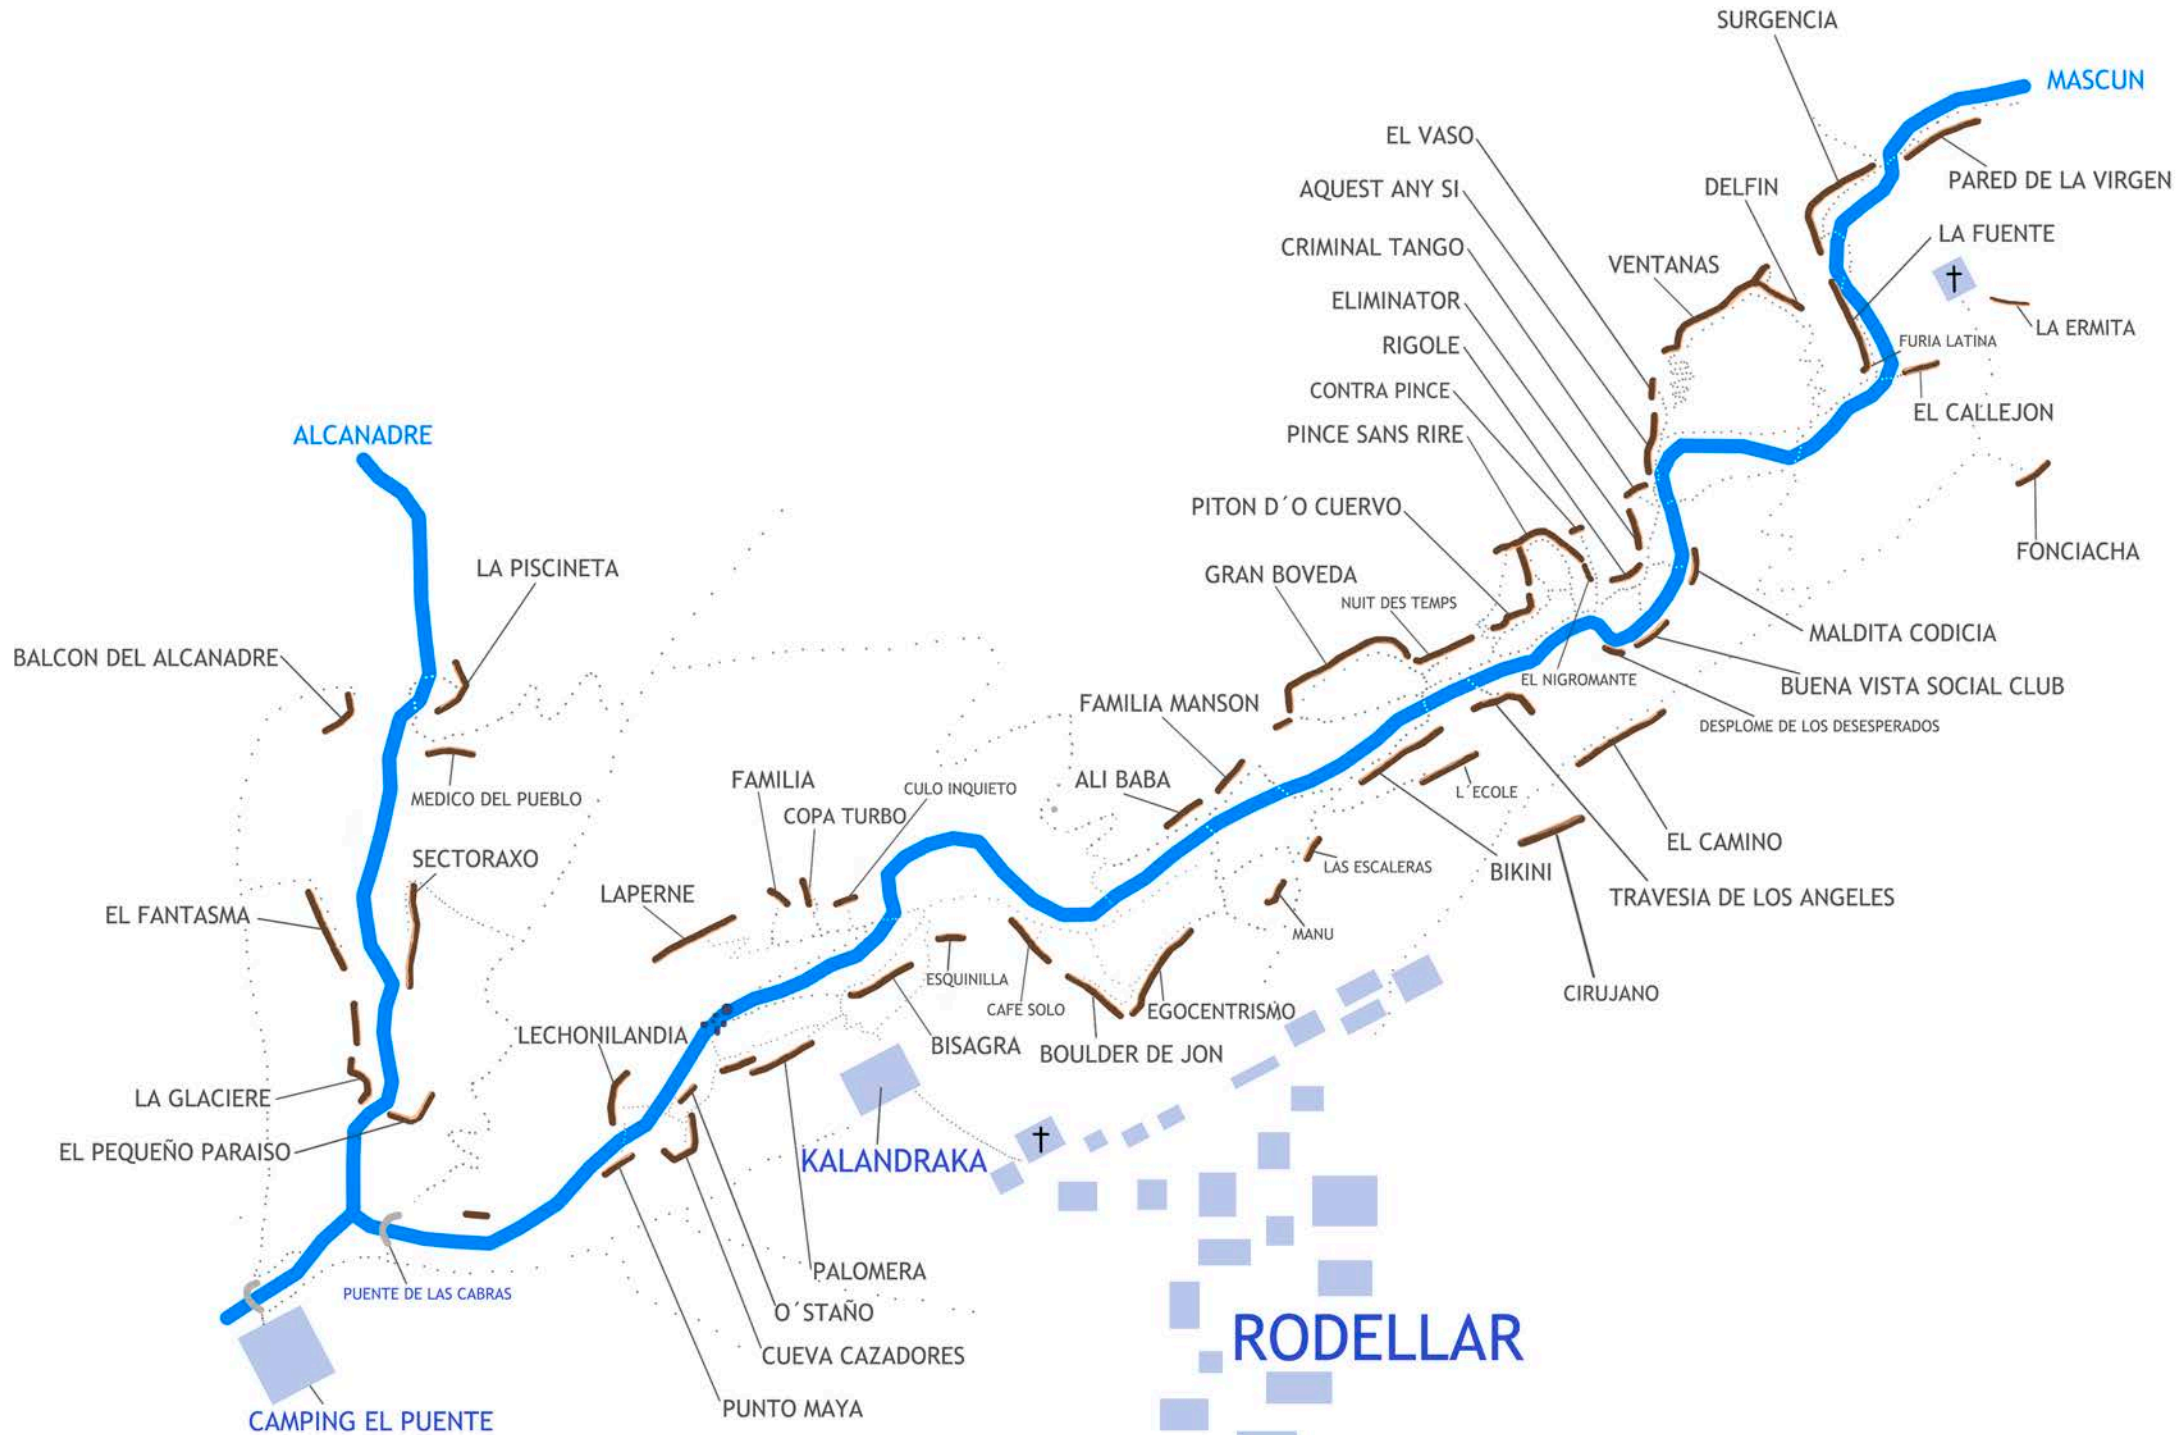 SURGENCIA
MASCUN
EL VASO
PARED DE LA VIRGEN
AQUEST ANY SI
DELFIN
LA FUENTE
CRIMINAL TANGO
VENTANAS
ELIMINATOR
LA ERMITA
FURIA LATINA
RIGOLE
CONTRA PINCE
EL CALLEJON
PINCE SANS RIRE
ALCANADRE
PITON D´O CUERVO
FONCIACHA
LA PISCINETA
GRAN BOVEDA
NUIT DES TEMPS
MALDITA CODICIA
BALCON DEL ALCANADRE
EL NIGROMANTE
BUENA VISTA SOCIAL CLUB
FAMILIA MANSON
DESPLOME DE LOS DESESPERADOS
FAMILIA
ALI BABA
CULO INQUIETO
L´ECOLE
MEDICO DEL PUEBLO
COPA TURBO
EL CAMINO
SECTORAXO
LAS ESCALERAS
BIKINI
LAPERNE
TRAVESIA DE LOS ANGELES
EL FANTASMA
MANU
ESQUINILLA
CIRUJANO
CAFE SOLO
EGOCENTRISMO
LECHONILANDIA
BISAGRA
BOULDER DE JON
LA GLACIERE
EL PEQUEÑO PARAISO
KALANDRAKA
PALOMERA
PUENTE DE LAS CABRAS
O´STAÑO
RODELLAR
CUEVA CAZADORES
PUNTO MAYA
CAMPING EL PUENTE